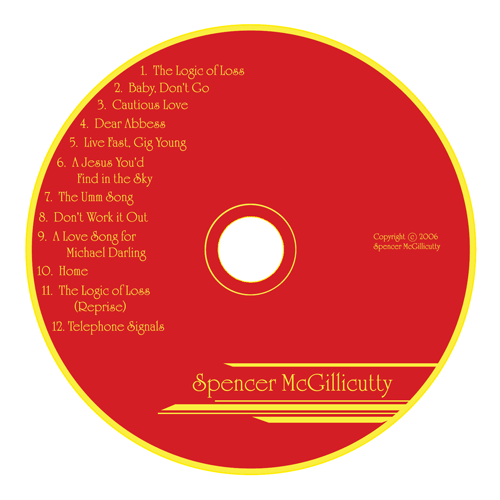 1. The Logic of Loss
2. Baby, Don't Go
3. Cautious Love
4. Dear Abbess
5. Live Fast, Gig Young
6. A Jesus You'd
Find in the Sky
7. The Umm Song
8. Don't Work it Out
9. A Love Song for
Michael Darling
10. Home
11. The Logic of Loss
(Reprise)
12. Telephone Signals
Copyright © 2006
Spencer McGillicutty
Spencer McGillicutty